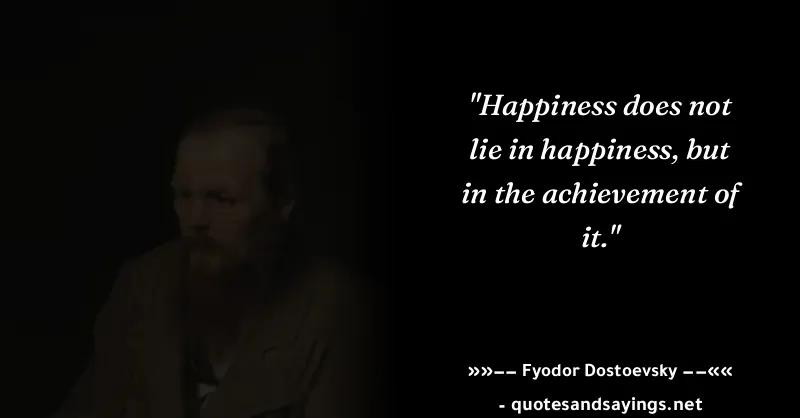 "Happiness does not
lie in happiness, but
in the achievement of
it."
»»–– Fyodor Dostoevsky ––««
- quotesandsayings.net